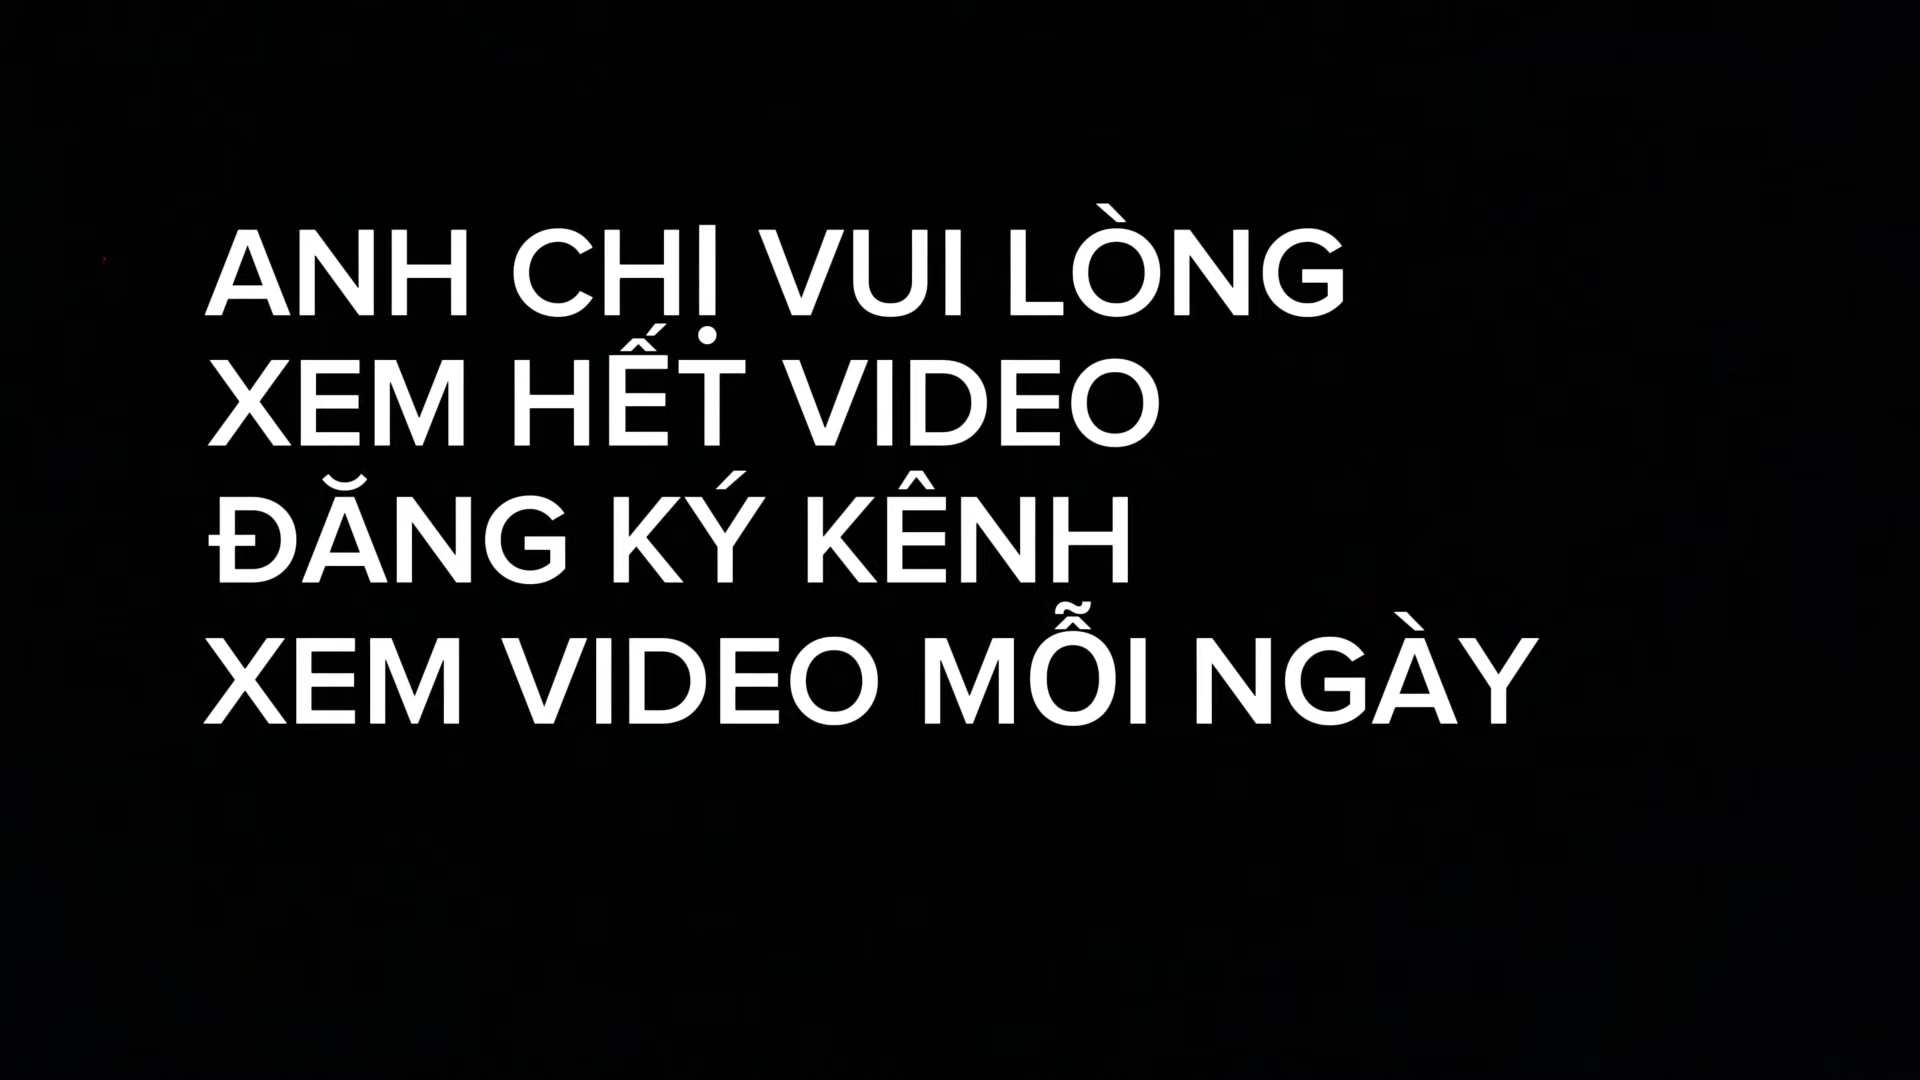 ANH CHỊ VUI LÒNG
XEM HẾT VIDEO
ĐĂNG KÝ KÊNH
XEM VIDEO MỖI NGÀY